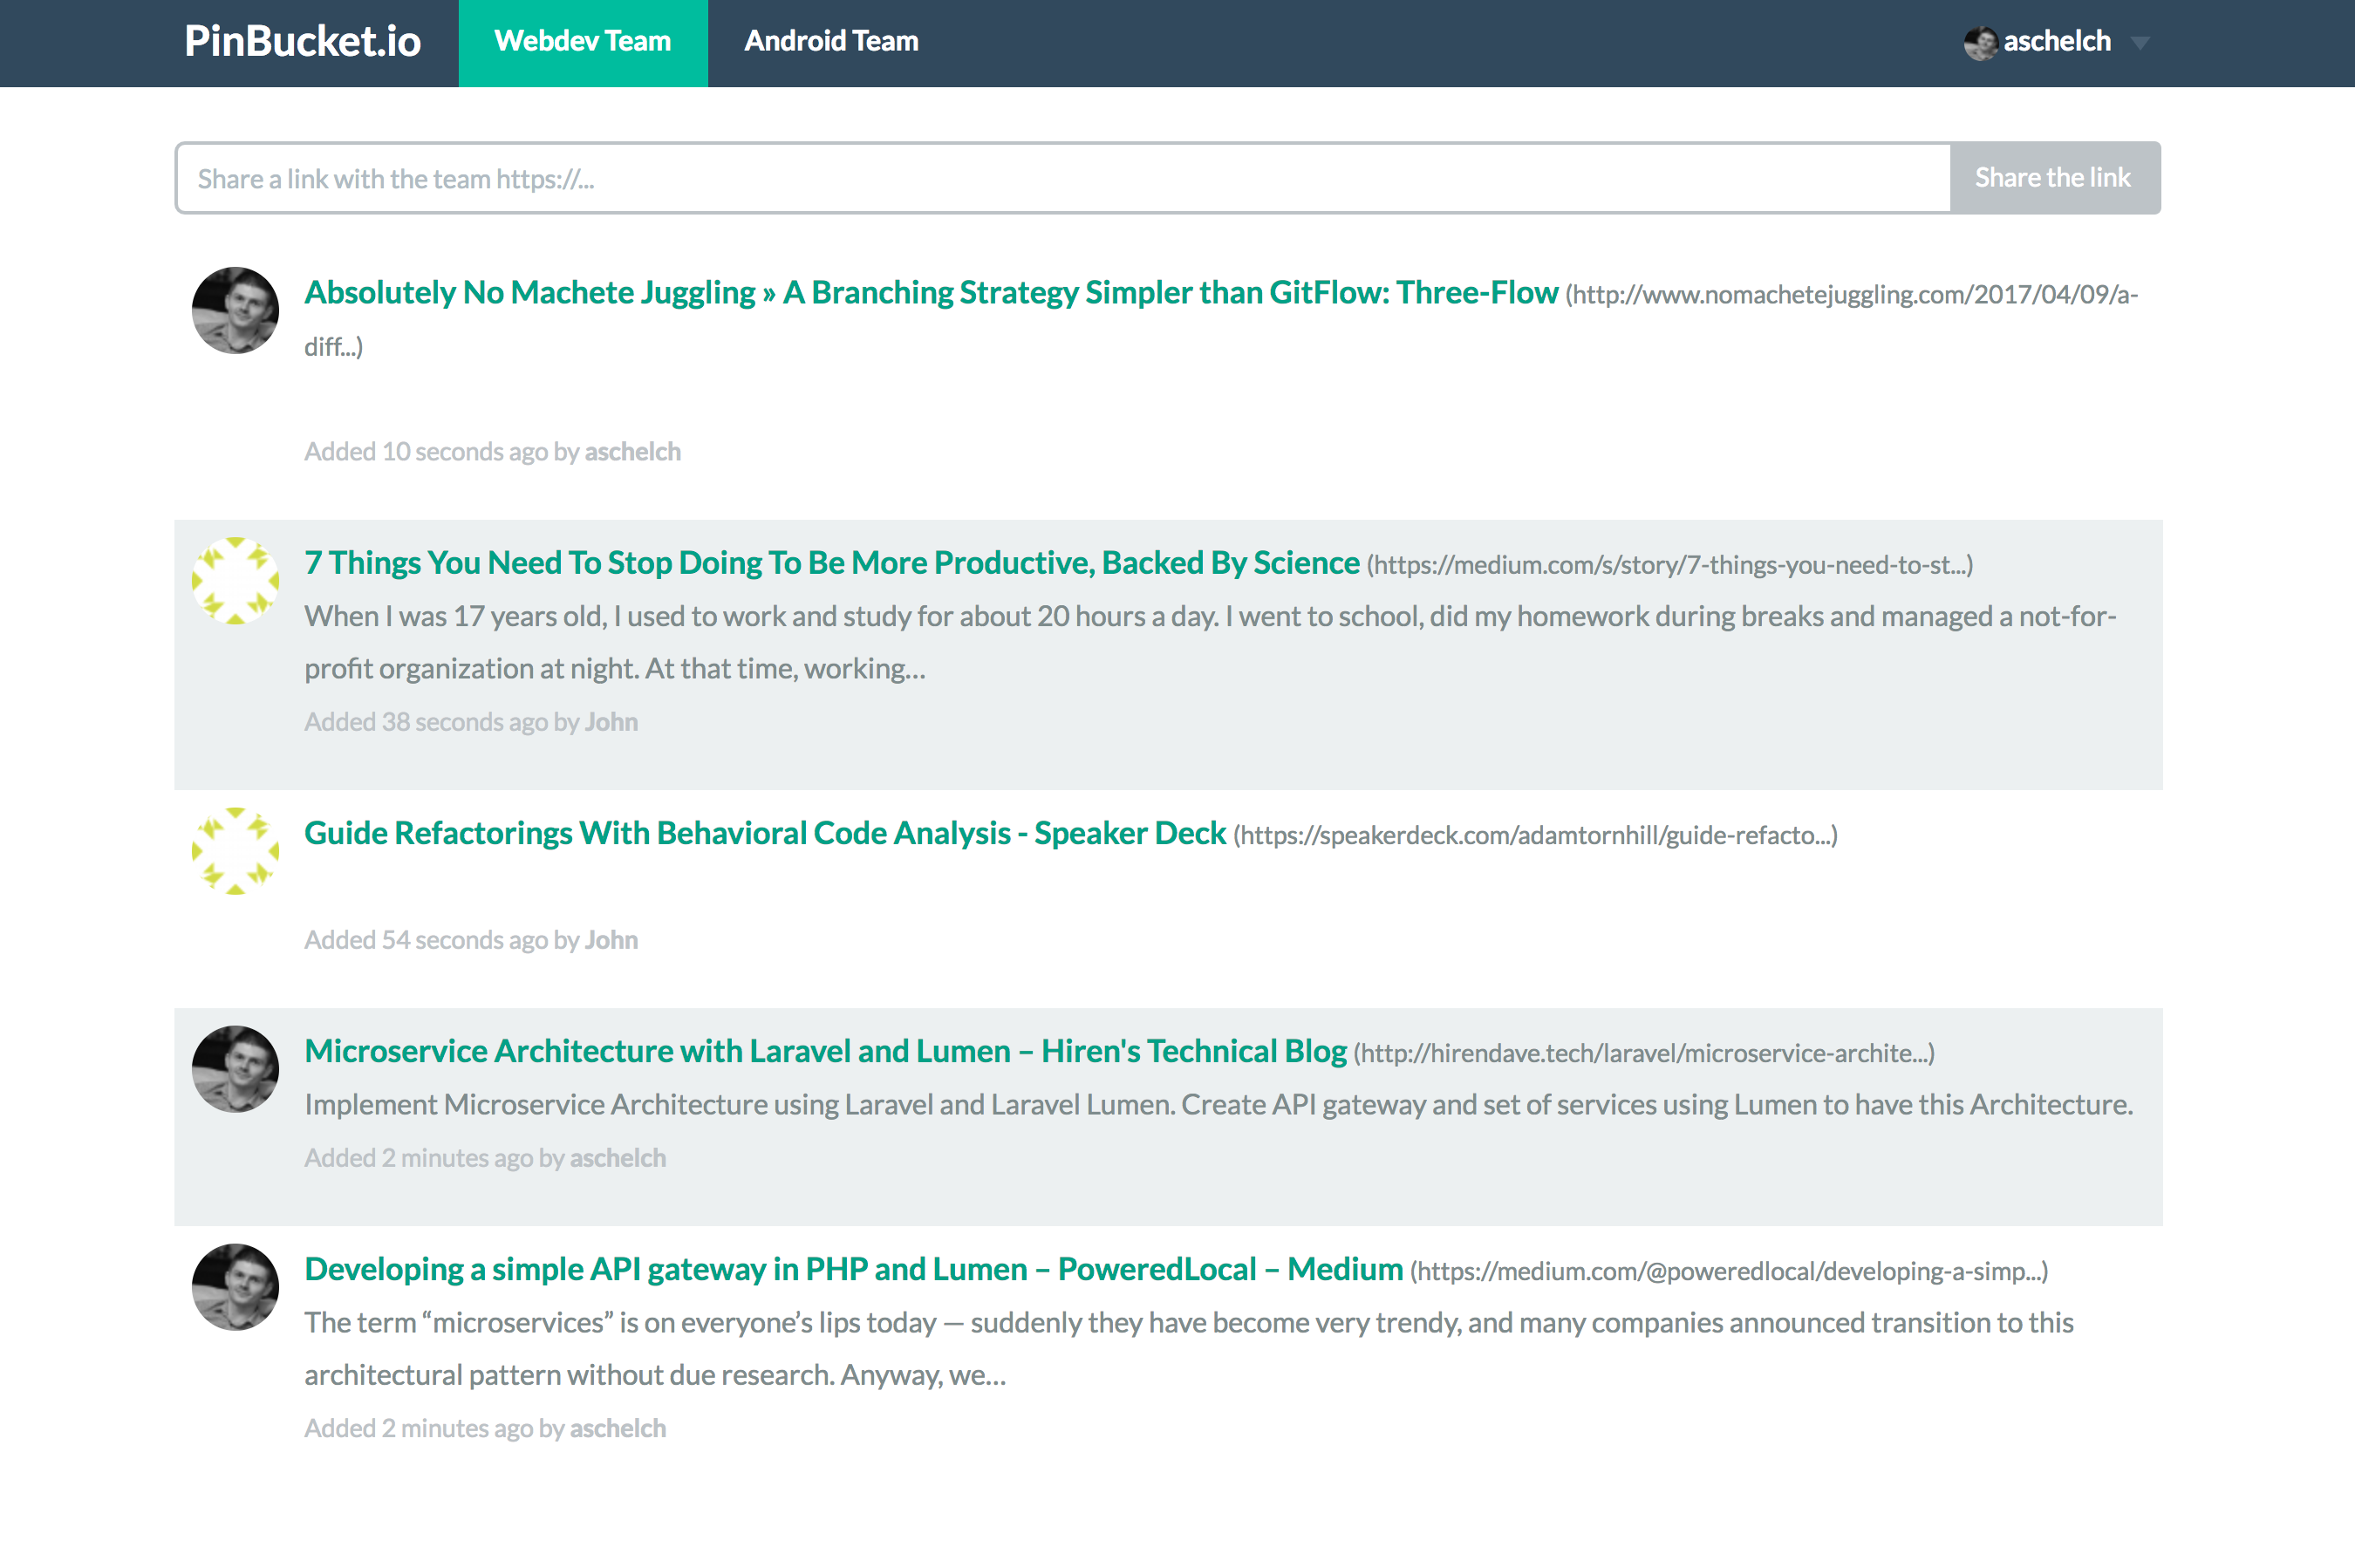 PinBucket.io Webdev Team Android Team aschelch
Share a link with the team https://... Share the link
Absolutely No Machete Juggling » A Branching Strategy Simpler than GitFlow: Three-Flow (http://www.nomachetejuggling.com/2017/04/09/a-
diff...)
Added 10 seconds ago by aschelch
7 Things You Need To Stop Doing To Be More Productive, Backed By Science (https://medium.com/s/story/7-things-you-need-to-st...)
When I was 17 years old, I used to work and study for about 20 hours a day. I went to school, did my homework during breaks and managed a not-for-
profit organization at night. At that time, working…
Added 38 seconds ago by John
Guide Refactorings With Behavioral Code Analysis - Speaker Deck (https://speakerdeck.com/adamtornhill/guide-refacto...)
Added 54 seconds ago by John
Microservice Architecture with Laravel and Lumen – Hiren's Technical Blog (http://hirendave.tech/laravel/microservice-archite...)
Implement Microservice Architecture using Laravel and Laravel Lumen. Create API gateway and set of services using Lumen to have this Architecture.
Added 2 minutes ago by aschelch
Developing a simple API gateway in PHP and Lumen – PoweredLocal – Medium (https://medium.com/@poweredlocal/developing-a-simp...)
The term “microservices” is on everyone’s lips today — suddenly they have become very trendy, and many companies announced transition to this
architectural pattern without due research. Anyway, we…
Added 2 minutes ago by aschelch